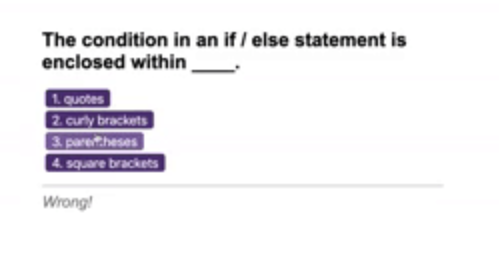 The condition in an if / else statement is
enclosed within ____.
1. quotes
2. curly brackets
3. parentheses
4. square brackets
Wrong!